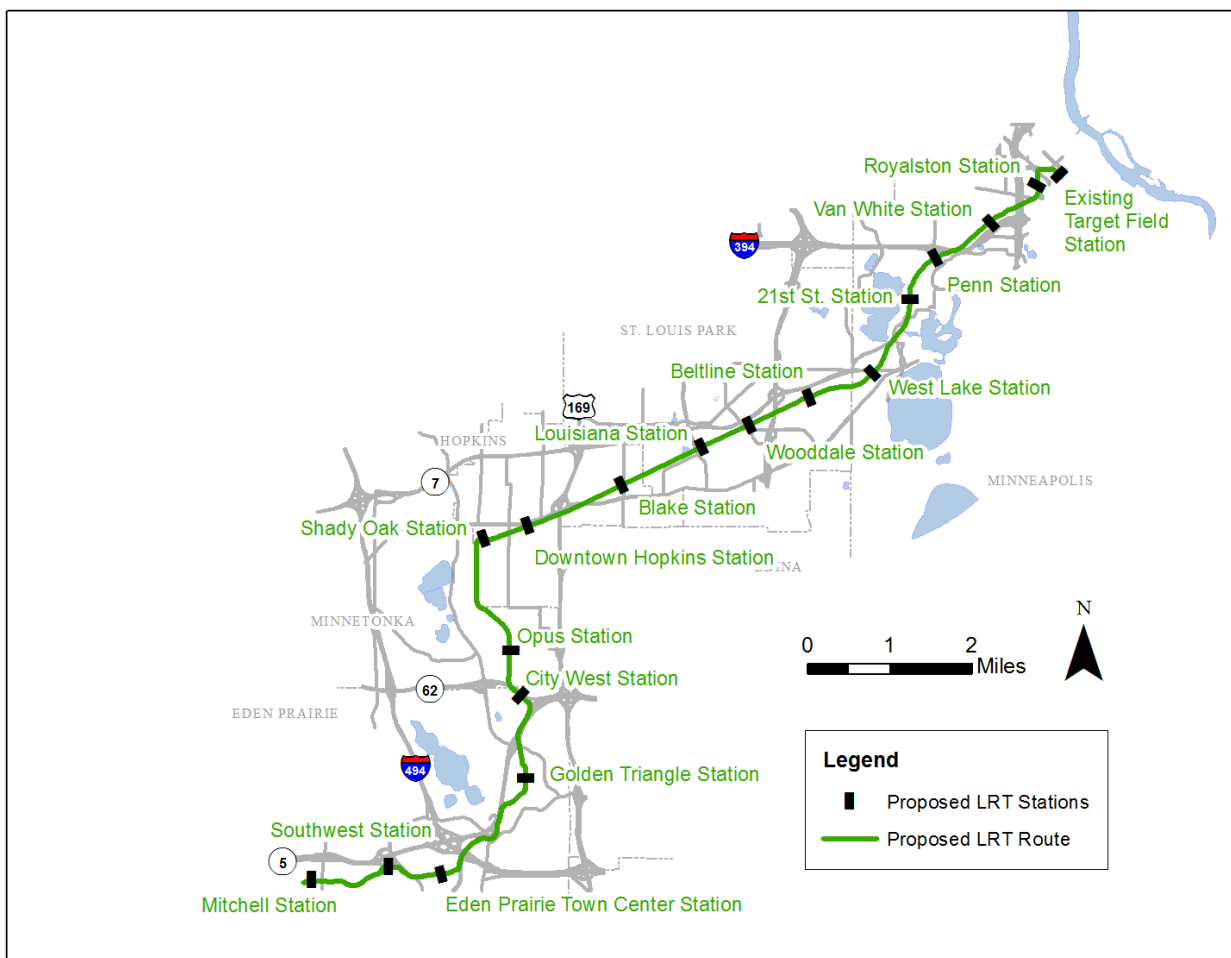 Royalston Station
Existing
Target Field
Station
Van White Station
394
Penn Station
21st St. Station
ST. LOUIS PARK
Beltline Station
West Lake Station
169
Louisiana Station
HOPKINS
Wooddale Station
7
MINNEAPOLIS
Blake Station
Shady Oak Station
Downtown Hopkins Station
N
MINNETONKA
Opus Station
0 1 2
Miles
City West Station
62
EDEN PRAIRIE
494
Golden Triangle Station
Legend
Proposed LRT Stations
Proposed LRT Route
Southwest Station
5
Mitchell Station
Eden Prairie Town Center Station